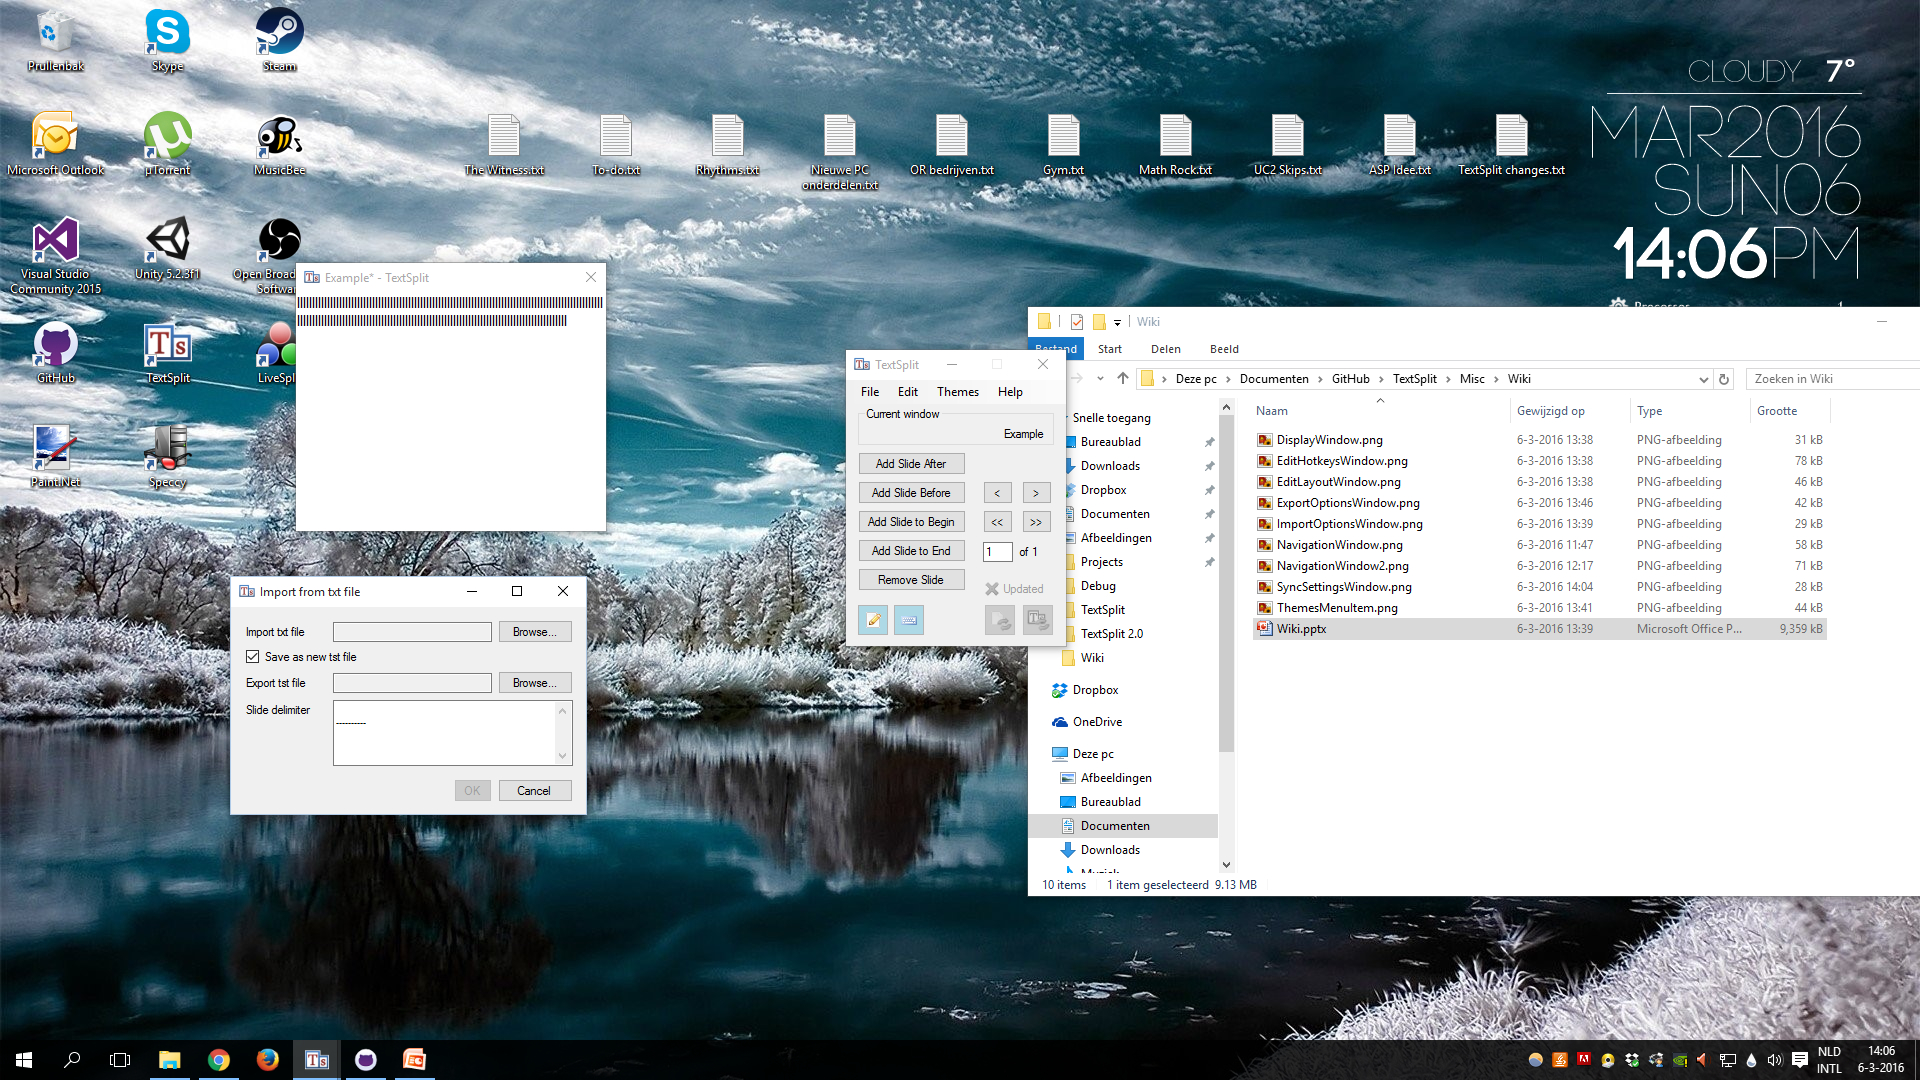 Prullenbak
Skype
Steam
CLOUDY 7°
MAR2016
SUN06
14:06PM
Microsoft Outlook
µTorrent
MusicBee
The Witness.txt
To-do.txt
Rhythms.txt
Nieuwe PC
onderdelen.txt
OR bedrijven.txt
Gym.txt
Math Rock.txt
UC2 Skips.txt
ASP Idee.txt
TextSplit changes.txt
Visual Studio
Community 2015
Unity 5.2.3f1
Open Broad
Softwa
GitHub
TextSplit
LiveSpl
Paint.Net
Speccy
Example* - TextSplit
Import from txt file
Import txt file
Browse...
Save as new tst file
Export tst file
Browse...
Slide delimiter
----------
OK
Cancel
TextSplit
File Edit Themes Help
Current window
Example
Add Slide After
Add Slide Before < >
Add Slide to Begin << >>
Add Slide to End 1 of 1
Remove Slide
Updated
Processor 1
Wiki
Bestand Start Delen Beeld
Deze pc Documenten GitHub TextSplit Misc Wiki
Zoeken in Wiki
Snelle toegang
Bureaublad
Downloads
Dropbox
Documenten
Afbeeldingen
Projects
Debug
TextSplit
TextSplit 2.0
Wiki
Dropbox
OneDrive
Deze pc
Afbeeldingen
Bureaublad
Documenten
Downloads
Muziek
Naam Gewijzigd op Type Grootte
DisplayWindow.png 6-3-2016 13:38 PNG-afbeelding 31 kB
EditHotkeysWindow.png 6-3-2016 13:38 PNG-afbeelding 78 kB
EditLayoutWindow.png 6-3-2016 13:38 PNG-afbeelding 46 kB
ExportOptionsWindow.png 6-3-2016 13:46 PNG-afbeelding 42 kB
ImportOptionsWindow.png 6-3-2016 13:39 PNG-afbeelding 29 kB
NavigationWindow.png 6-3-2016 11:47 PNG-afbeelding 58 kB
NavigationWindow2.png 6-3-2016 12:17 PNG-afbeelding 71 kB
SyncSettingsWindow.png 6-3-2016 14:04 PNG-afbeelding 28 kB
ThemesMenuItem.png 6-3-2016 13:41 PNG-afbeelding 44 kB
Wiki.pptx 6-3-2016 13:39 Microsoft Office P... 9,359 kB
10 items 1 item geselecteerd 9.13 MB
NLD
INTL
14:06
6-3-2016